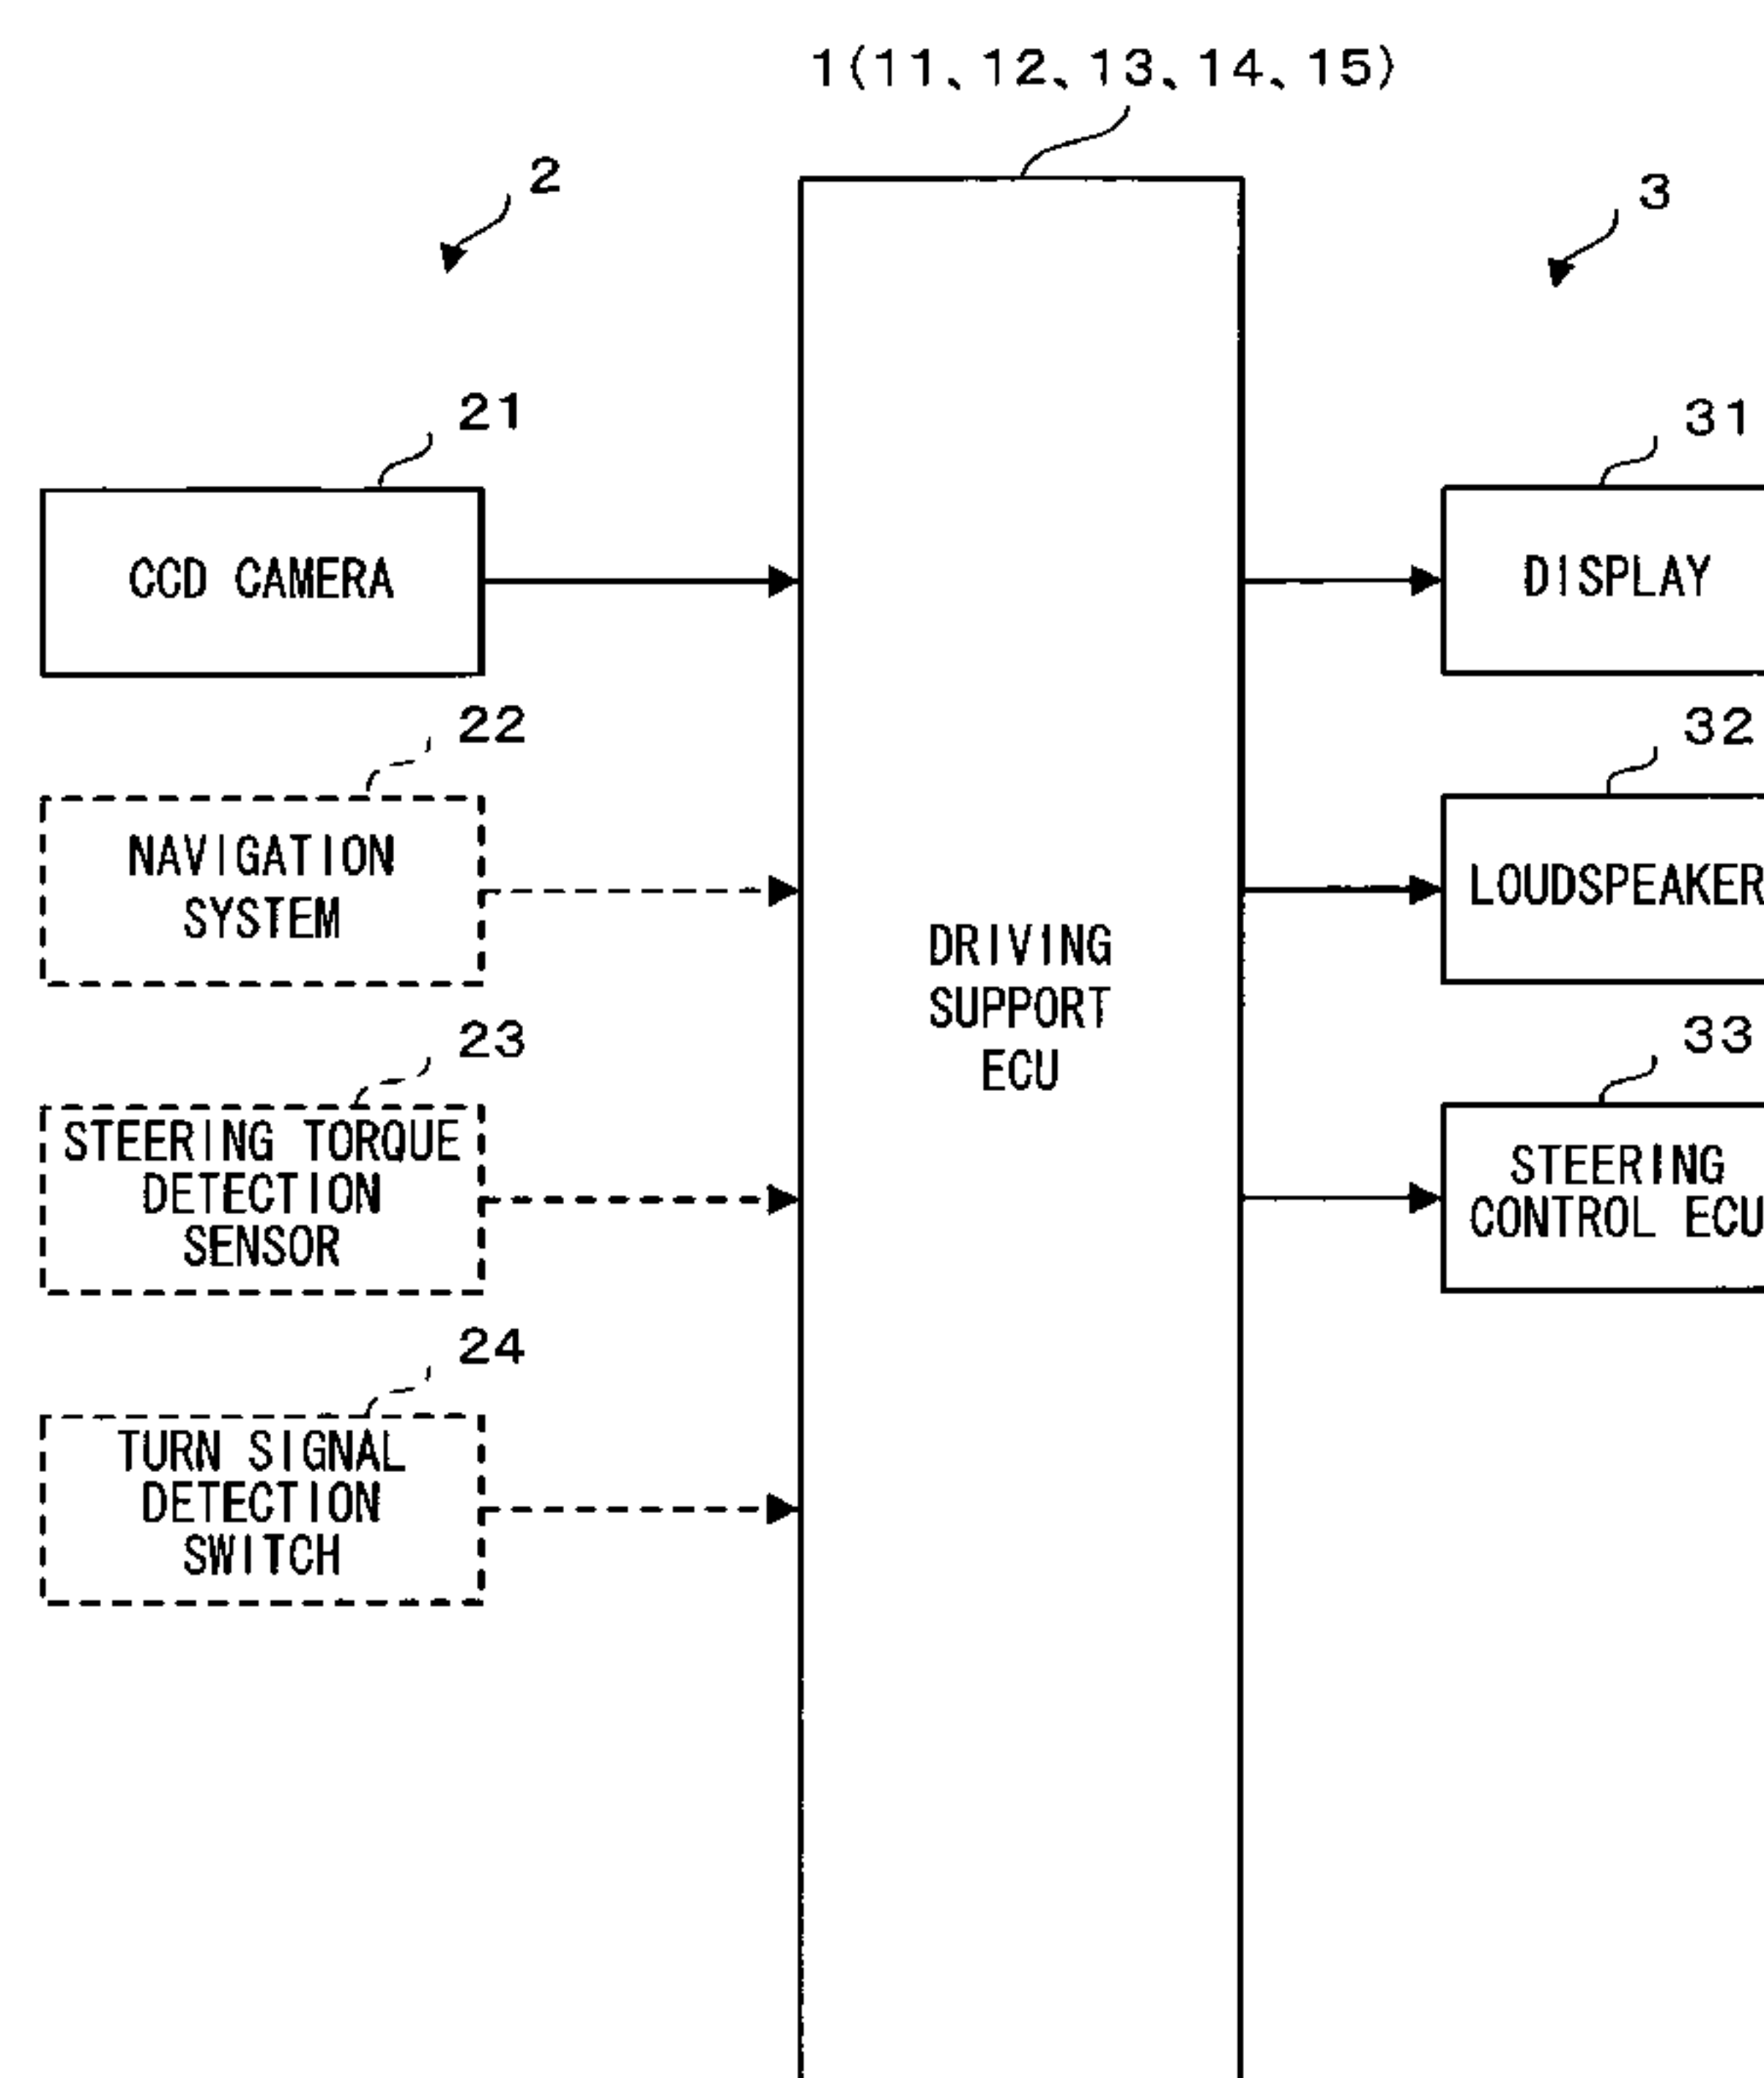 1(11、12、13、14、15)
2
3
21
CCD CAMERA
31
DISPLAY
22
NAVIGATION
SYSTEM
32
LOUDSPEAKER
DRIVING
SUPPORT
ECU
23
STEERING TORQUE
DETECTION
SENSOR
33
STEERING
CONTROL ECU
24
TURN SIGNAL
DETECTION
SWITCH